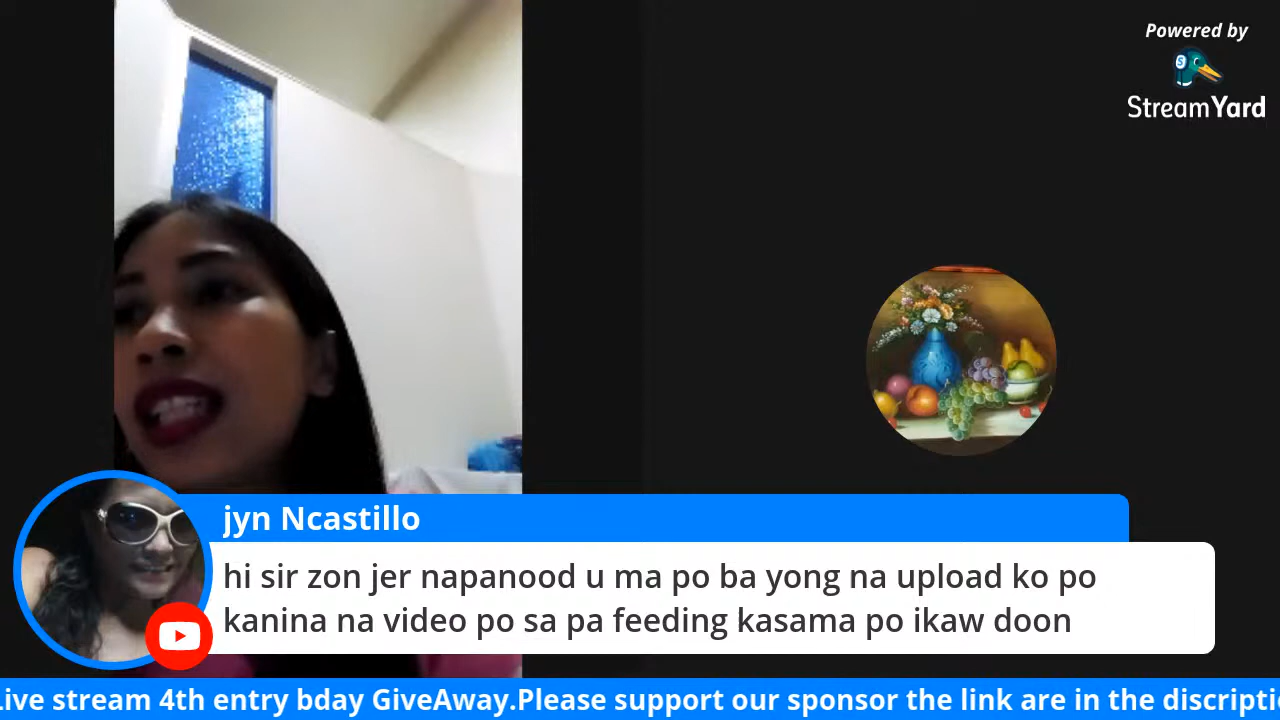 Powered by
StreamYard
jyn Ncastillo
hi sir zon jer napanood u ma po ba yong na upload ko po
kanina na video po sa pa feeding kasama po ikaw doon
Live stream 4th entry bday GiveAway.Please support our sponsor the link are in the discripti